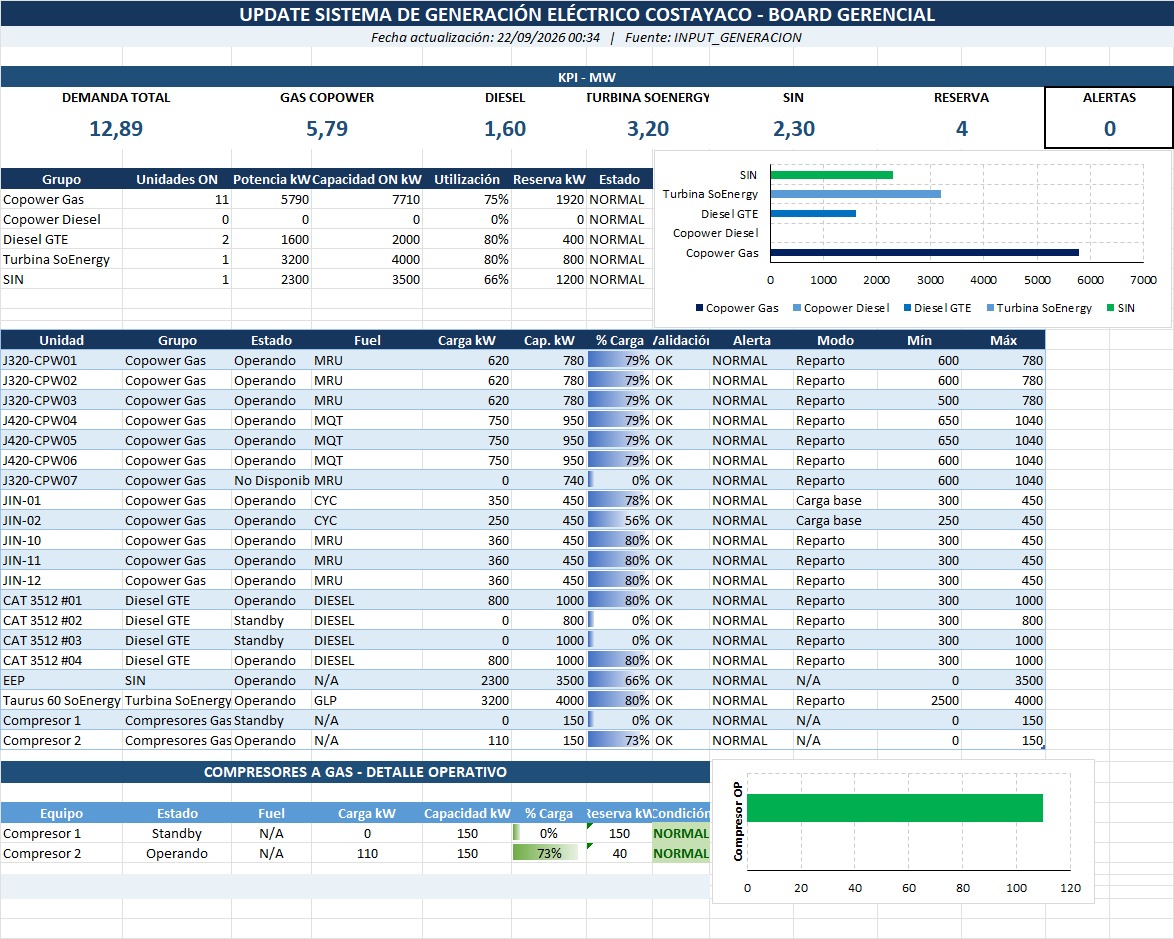 UPDATE SISTEMA DE GENERACIÓN ELÉCTRICO COSTAYACO - BOARD GERENCIAL
Fecha actualización: 22/09/2026 00:34 | Fuente: INPUT_GENERACION
KPI - MW
DEMANDA TOTAL GAS COPOWER DIESEL TURBINA SOENERGY SIN RESERVA ALERTAS
12,89 5,79 1,60 3,20 2,30 4 0
Grupo Unidades ON Potencia kW Capacidad ON kW Utilización Reserva kW Estado
Copower Gas 11 5790 7710 75% 1920 NORMAL
Copower Diesel 0 0 0 0% 0 NORMAL
Diesel GTE 2 1600 2000 80% 400 NORMAL
Turbina SoEnergy 1 3200 4000 80% 800 NORMAL
SIN 1 2300 3500 66% 1200 NORMAL
SIN
Turbina SoEnergy
Diesel GTE
Copower Diesel
Copower Gas
0 1000 2000 3000 4000 5000 6000 7000
Copower Gas Copower Diesel Diesel GTE Turbina SoEnergy SIN
Unidad Grupo Estado Fuel Carga kW Cap. kW % Carga Validación Alerta Modo Mín Máx
J320-CPW01 Copower Gas Operando MRU 620 780 79% OK NORMAL Reparto 600 780
J320-CPW02 Copower Gas Operando MRU 620 780 79% OK NORMAL Reparto 600 780
J320-CPW03 Copower Gas Operando MRU 620 780 79% OK NORMAL Reparto 500 780
J420-CPW04 Copower Gas Operando MQT 750 950 79% OK NORMAL Reparto 650 1040
J420-CPW05 Copower Gas Operando MQT 750 950 79% OK NORMAL Reparto 650 1040
J420-CPW06 Copower Gas Operando MQT 750 950 79% OK NORMAL Reparto 600 1040
J320-CPW07 Copower Gas No Disponib MRU 0 740 0% OK NORMAL Reparto 600 1040
JIN-01 Copower Gas Operando CYC 350 450 78% OK NORMAL Carga base 300 450
JIN-02 Copower Gas Operando CYC 250 450 56% OK NORMAL Carga base 250 450
JIN-10 Copower Gas Operando MRU 360 450 80% OK NORMAL Reparto 300 450
JIN-11 Copower Gas Operando MRU 360 450 80% OK NORMAL Reparto 300 450
JIN-12 Copower Gas Operando MRU 360 450 80% OK NORMAL Reparto 300 450
CAT 3512 #01 Diesel GTE Operando DIESEL 800 1000 80% OK NORMAL Reparto 300 1000
CAT 3512 #02 Diesel GTE Standby DIESEL 0 800 0% OK NORMAL Reparto 300 800
CAT 3512 #03 Diesel GTE Standby DIESEL 0 1000 0% OK NORMAL Reparto 300 1000
CAT 3512 #04 Diesel GTE Operando DIESEL 800 1000 80% OK NORMAL Reparto 300 1000
EEP SIN Operando N/A 2300 3500 66% OK NORMAL N/A 0 3500
Taurus 60 SoEnergy Turbina SoEnergy Operando GLP 3200 4000 80% OK NORMAL Reparto 2500 4000
Compresor 1 Compresores Gas Standby N/A 0 150 0% OK NORMAL N/A 0 150
Compresor 2 Compresores Gas Operando N/A 110 150 73% OK NORMAL N/A 0 150
COMPRESORES A GAS - DETALLE OPERATIVO
Equipo Estado Fuel Carga kW Capacidad kW % Carga Reserva kW Condición
Compresor 1 Standby N/A 0 150 0% 150 NORMAL
Compresor 2 Operando N/A 110 150 73% 40 NORMAL
Compresor OP
0 20 40 60 80 100 120